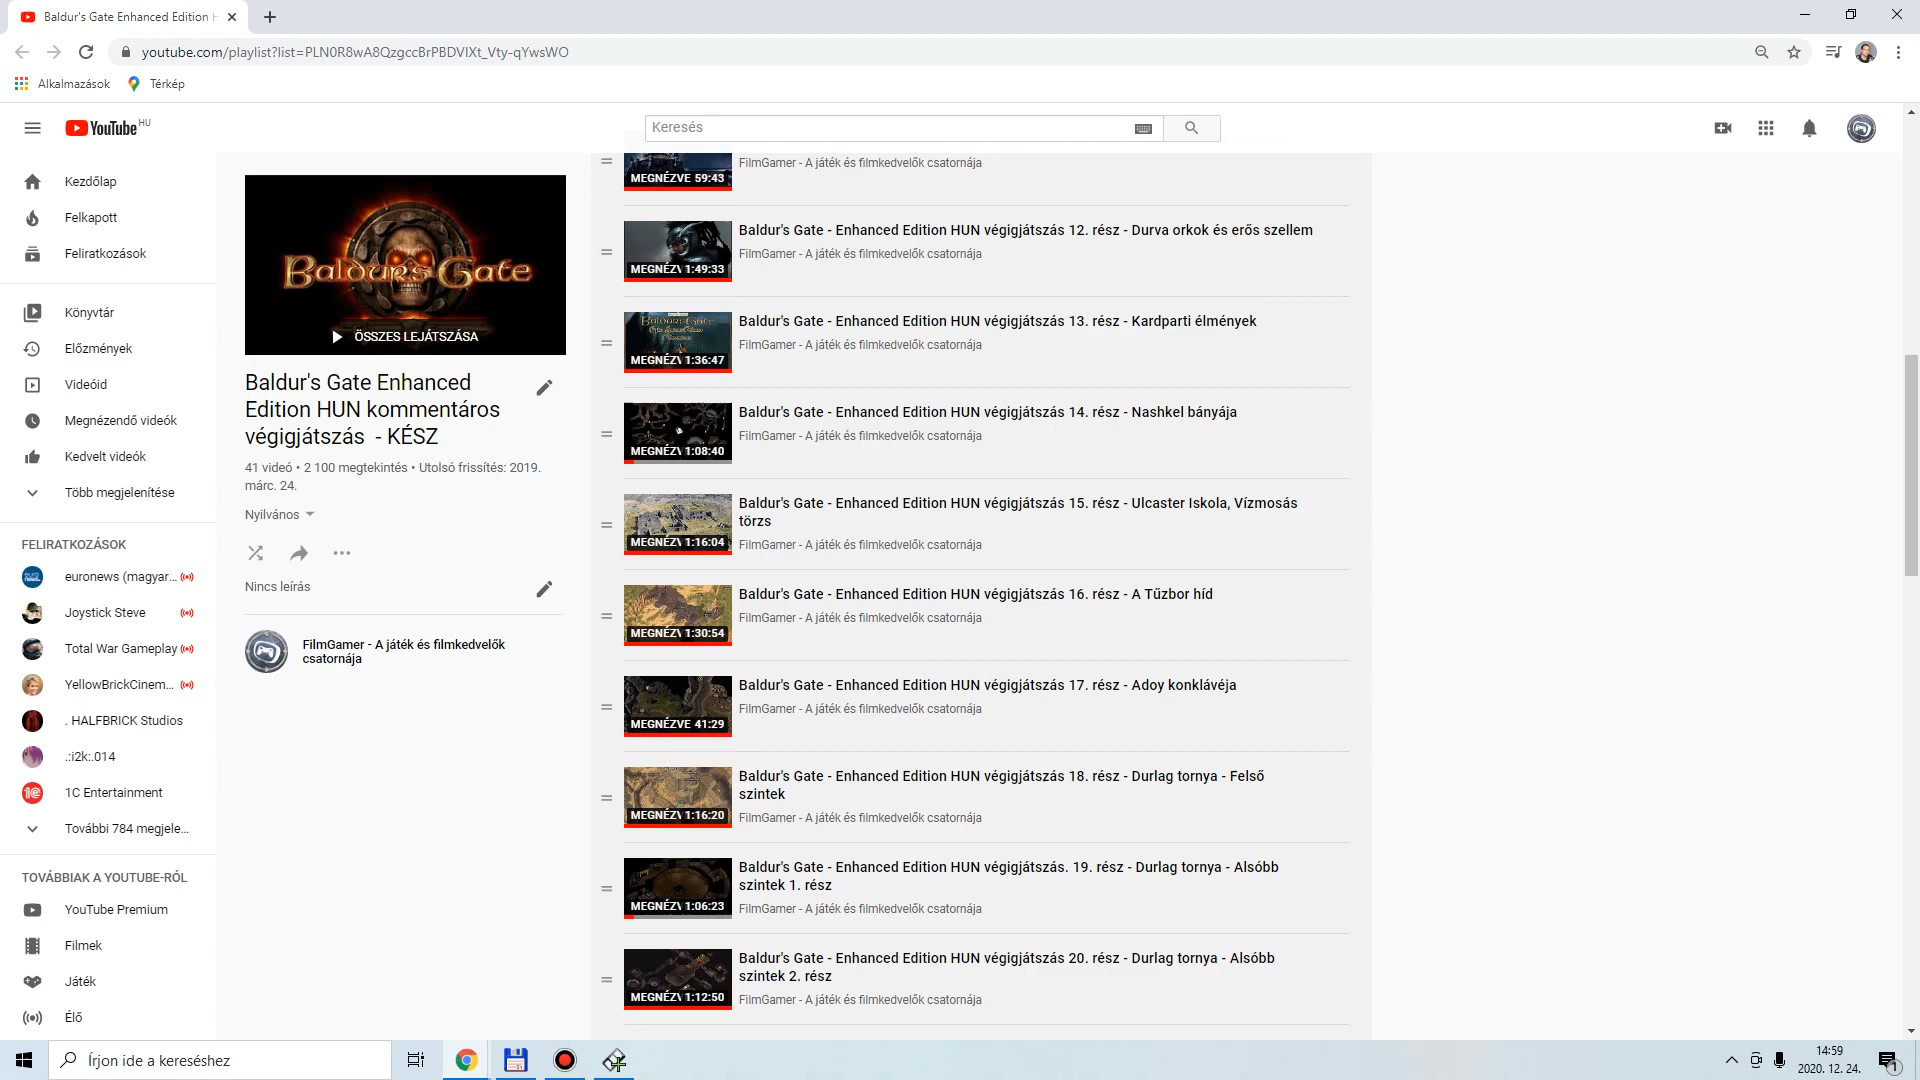 Baldur's Gate Enhanced Edition H
youtube.com/playlist?list=PLN0R8wA8QzgccBrPBDVIXt_Vty-qYwsWO
Alkalmazások
Térkép
YouTube HU
Keresés
Kezdőlap
Felkapott
Feliratkozások
Könyvtár
Előzmények
Videóid
Megnézendő videók
Kedvelt videók
Több megjelenítése
FELIRATKOZÁSOK
euronews (magyar...
Joystick Steve
Total War Gameplay
YellowBrickCinem...
. HALFBRICK Studios
.:i2k:.014
1C Entertainment
További 784 megjele...
TOVÁBBIAK A YOUTUBE-RÓL
YouTube Premium
Filmek
Játék
Élő
Baldur's Gate
ÖSSZES LEJÁTSZÁSA
Baldur's Gate Enhanced
Edition HUN kommentáros
végigjátszás - KÉSZ
41 videó • 2 100 megtekintés • Utolsó frissítés: 2019.
márc. 24.
Nyilvános
Nincs leírás
FilmGamer - A játék és filmkedvelők
csatornája
FilmGamer - A játék és filmkedvelők csatornája
MEGNÉZVE 59:43
Baldur's Gate - Enhanced Edition HUN végigjátszás 12. rész - Durva orkok és erős szellem
FilmGamer - A játék és filmkedvelők csatornája
MEGNÉZV 1:49:33
Baldur's Gate - Enhanced Edition HUN végigjátszás 13. rész - Kardparti élmények
FilmGamer - A játék és filmkedvelők csatornája
Baldur's Gate
MEGNÉZV 1:36:47
Baldur's Gate - Enhanced Edition HUN végigjátszás 14. rész - Nashkel bányája
FilmGamer - A játék és filmkedvelők csatornája
MEGNÉZV 1:08:40
Baldur's Gate - Enhanced Edition HUN végigjátszás 15. rész - Ulcaster Iskola, Vízmosás
törzs
FilmGamer - A játék és filmkedvelők csatornája
MEGNÉZV 1:16:04
Baldur's Gate - Enhanced Edition HUN végigjátszás 16. rész - A Tűzbor híd
FilmGamer - A játék és filmkedvelők csatornája
MEGNÉZV 1:30:54
Baldur's Gate - Enhanced Edition HUN végigjátszás 17. rész - Adoy konklávéja
FilmGamer - A játék és filmkedvelők csatornája
MEGNÉZVE 41:29
Baldur's Gate - Enhanced Edition HUN végigjátszás 18. rész - Durlag tornya - Felső
szintek
FilmGamer - A játék és filmkedvelők csatornája
MEGNÉZV 1:16:20
Baldur's Gate - Enhanced Edition HUN végigjátszás. 19. rész - Durlag tornya - Alsóbb
szintek 1. rész
FilmGamer - A játék és filmkedvelők csatornája
MEGNÉZV 1:06:23
Baldur's Gate - Enhanced Edition HUN végigjátszás 20. rész - Durlag tornya - Alsóbb
szintek 2. rész
FilmGamer - A játék és filmkedvelők csatornája
MEGNÉZV 1:12:50
Írjon ide a kereséshez
14:59
2020. 12. 24.
1